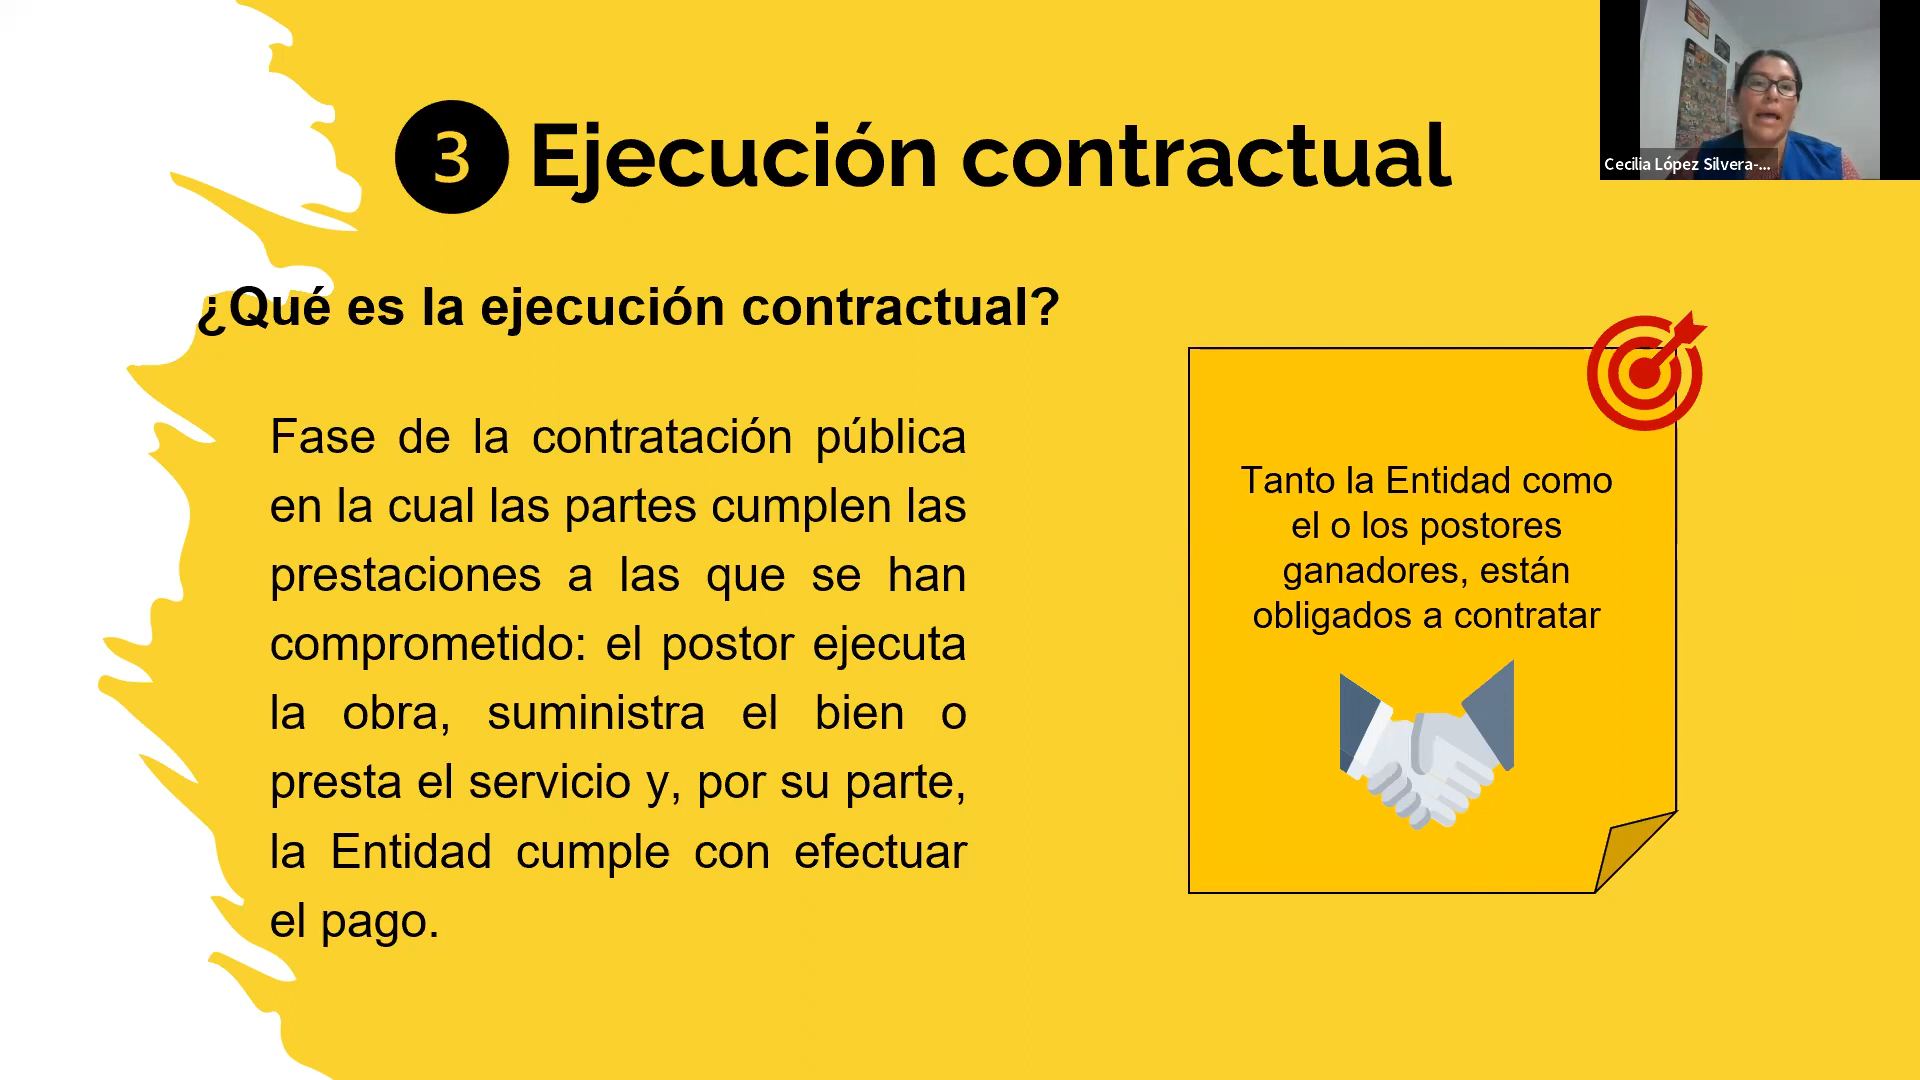 3 Ejecución contractual
Cecilia López Silvera-...
¿Qué es la ejecución contractual?
Fase de la contratación pública
en la cual las partes cumplen las
prestaciones a las que se han
comprometido: el postor ejecuta
la obra, suministra el bien o
presta el servicio y, por su parte,
la Entidad cumple con efectuar
el pago.
Tanto la Entidad como
el o los postores
ganadores, están
obligados a contratar